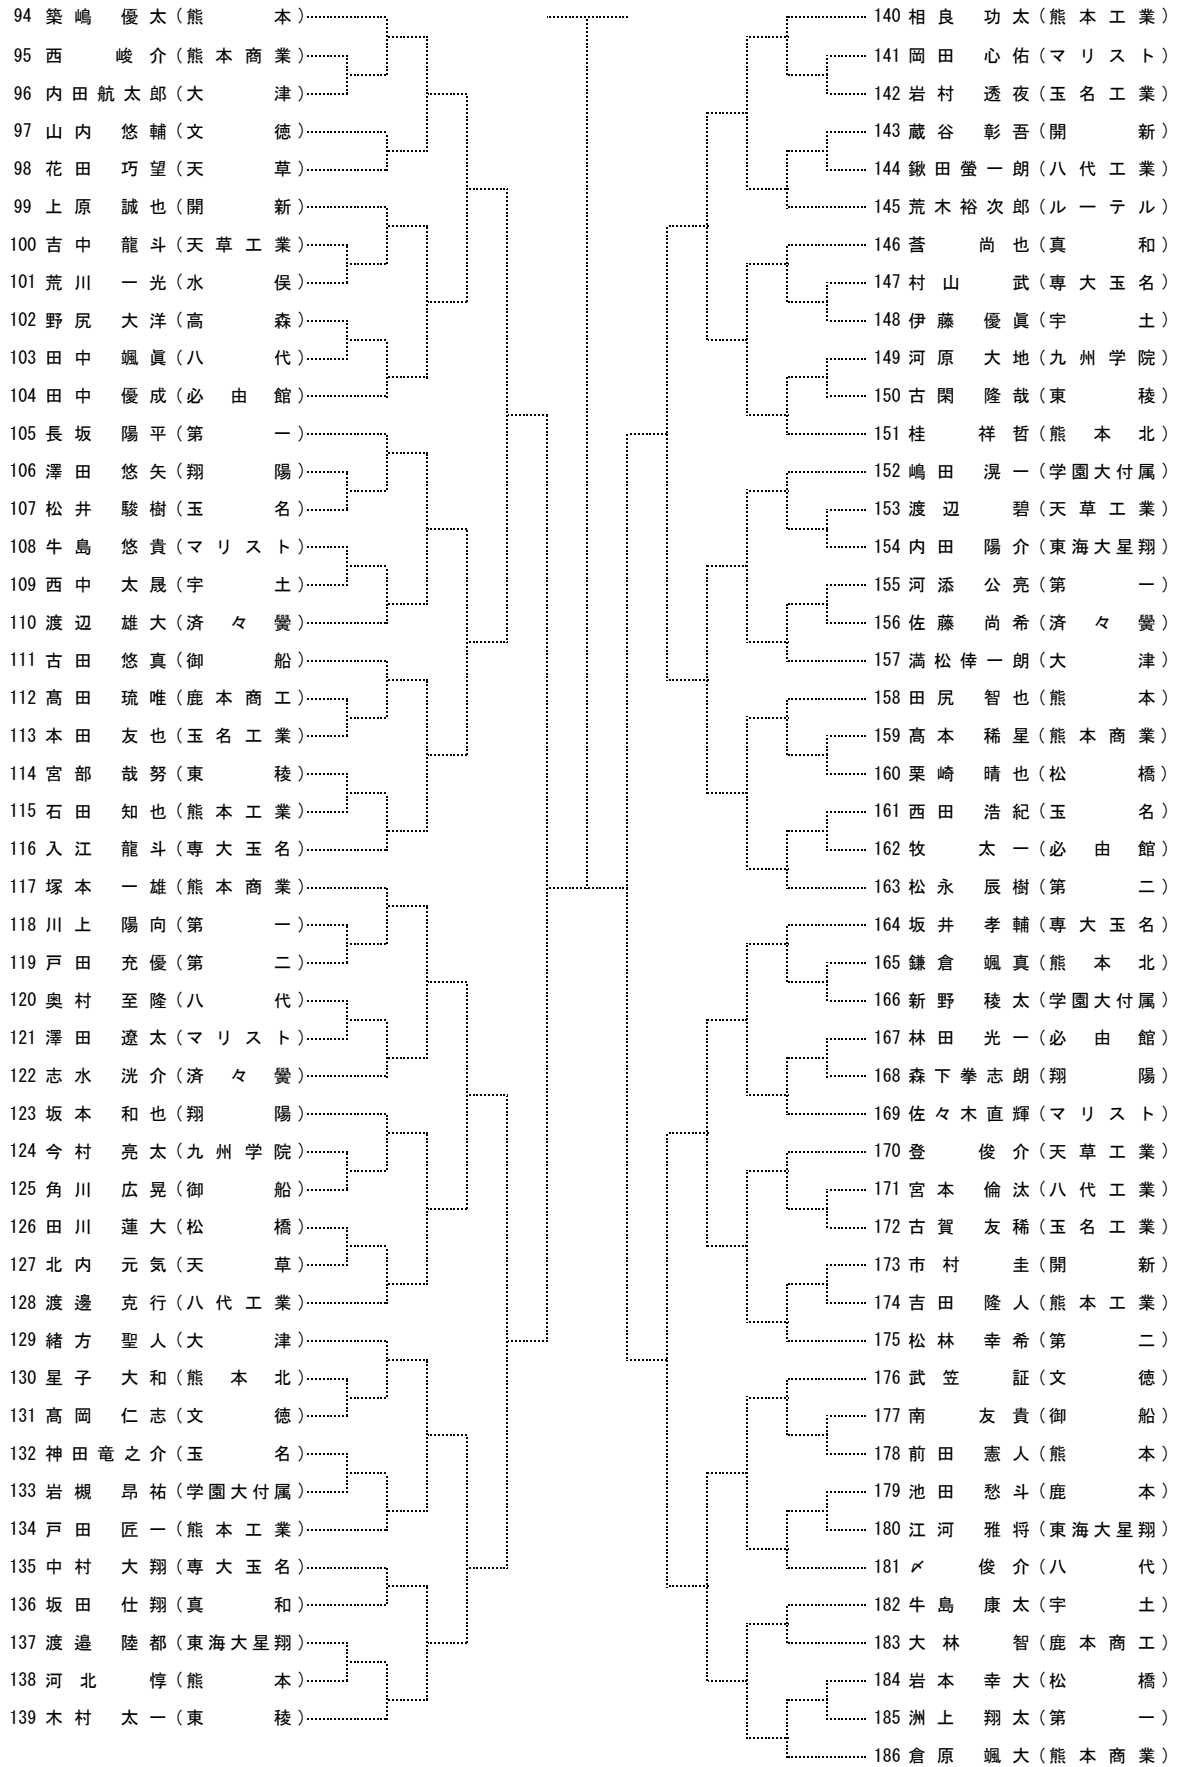 94 築嶋 優太(熊本)
95 西 峻介(熊本商業)
96 内田航太郎(大津)
97 山内 悠輔(文徳)
98 花田 巧望(天草)
99 上原 誠也(開新)
100 吉中 龍斗(天草工業)
101 荒川 一光(水俣)
102 野尻 大洋(高森)
103 田中 颯眞(八代)
104 田中 優成(必由館)
105 長坂 陽平(第一)
106 澤田 悠矢(翔陽)
107 松井 駿樹(玉名)
108 牛島 悠貴(マリスト)
109 西中 太晟(宇土)
110 渡辺 雄大(済々黌)
111 古田 悠真(御船)
112 髙田 琉唯(鹿本商工)
113 本田 友也(玉名工業)
114 宮部 哉努(東稜)
115 石田 知也(熊本工業)
116 入江 龍斗(専大玉名)
117 塚本 一雄(熊本商業)
118 川上 陽向(第一)
119 戸田 充優(第二)
120 奥村 至隆(八代)
121 澤田 遼太(マリスト)
122 志水 洸介(済々黌)
123 坂本 和也(翔陽)
124 今村 亮太(九州学院)
125 角川 広晃(御船)
126 田川 蓮大(松橋)
127 北内 元気(天草)
128 渡邊 克行(八代工業)
129 緒方 聖人(大津)
130 星子 大和(熊本北)
131 髙岡 仁志(文徳)
132 神田竜之介(玉名)
133 岩槻 昂祐(学園大付属)
134 戸田 匠一(熊本工業)
135 中村 大翔(専大玉名)
136 坂田 仕翔(真和)
137 渡邉 陸都(東海大星翔)
138 河北 惇(熊本)
139 木村 太一(東稜)
140 相良 功太(熊本工業)
141 岡田 心佑(マリスト)
142 岩村 透夜(玉名工業)
143 蔵谷 彰吾(開新)
144 鍬田螢一朗(八代工業)
145 荒木裕次郎(ルーテル)
146 莟 尚也(真和)
147 村山 武(専大玉名)
148 伊藤 優眞(宇土)
149 河原 大地(九州学院)
150 古閑 隆哉(東稜)
151 桂 祥哲(熊本北)
152 嶋田 滉一(学園大付属)
153 渡辺 碧(天草工業)
154 内田 陽介(東海大星翔)
155 河添 公亮(第一)
156 佐藤 尚希(済々黌)
157 満松倖一朗(大津)
158 田尻 智也(熊本)
159 髙本 稀星(熊本商業)
160 栗崎 晴也(松橋)
161 西田 浩紀(玉名)
162 牧 太一(必由館)
163 松永 辰樹(第二)
164 坂井 孝輔(専大玉名)
165 鎌倉 颯真(熊本北)
166 新野 稜太(学園大付属)
167 林田 光一(必由館)
168 森下拳志朗(翔陽)
169 佐々木直輝(マリスト)
170 登 俊介(天草工業)
171 宮本 倫汰(八代工業)
172 古賀 友稀(玉名工業)
173 市村 圭(開新)
174 吉田 隆人(熊本工業)
175 松林 幸希(第二)
176 武笠 証(文徳)
177 南 友貴(御船)
178 前田 憲人(熊本)
179 池田 愁斗(鹿本)
180 江河 雅将(東海大星翔)
181 〆 俊介(八代)
182 牛島 康太(宇土)
183 大林 智(鹿本商工)
184 岩本 幸大(松橋)
185 洲上 翔太(第一)
186 倉原 颯大(熊本商業)